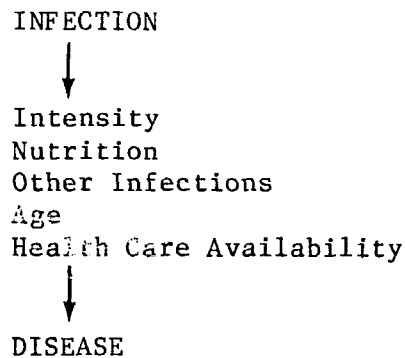 INFECTION
Intensity
Nutrition
Other Infections
Age
Health Care Availability
DISEASE